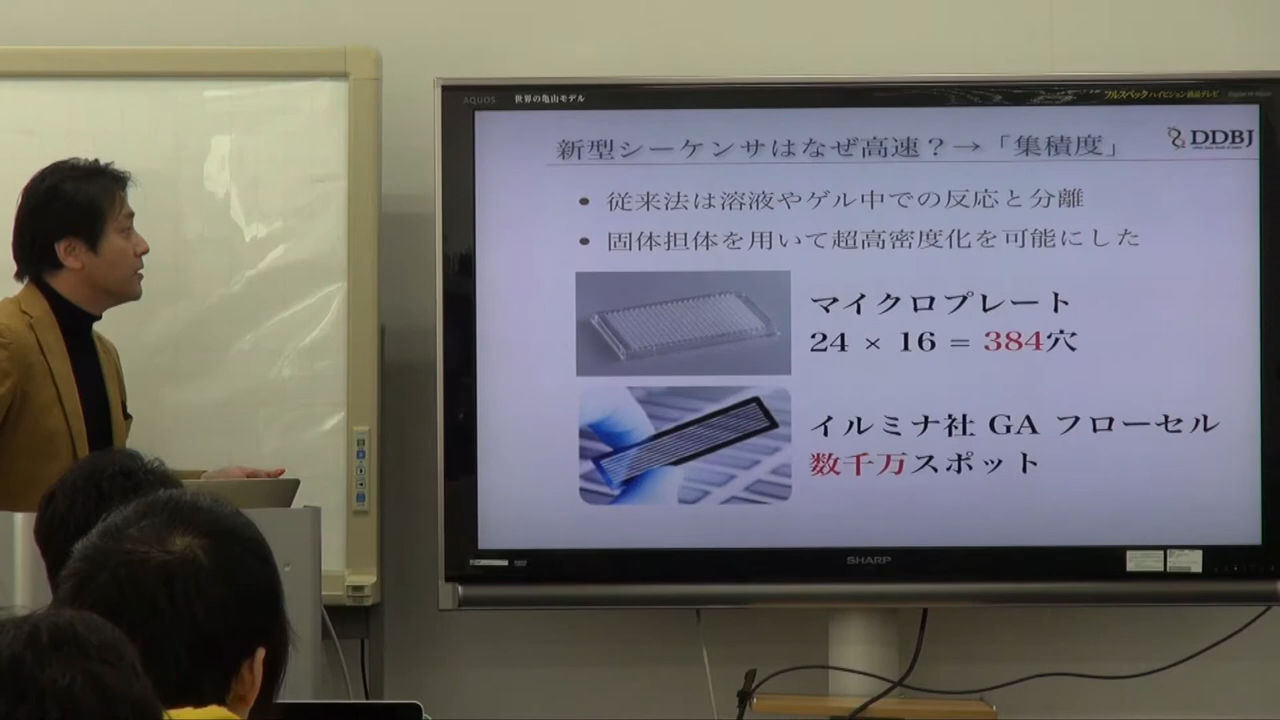 AQUOS 世界の亀山モデル
フルスペックハイビジョン液晶テレビ
新型シーケンサはなぜ高速？→「集積度」
DDBJ
• 従来法は溶液やゲル中での反応と分離
• 固体担体を用いて超高密度化を可能にした
マイクロプレート
24 × 16 = 384穴
イルミナ社 GA フローセル
数千万スポット
SHARP